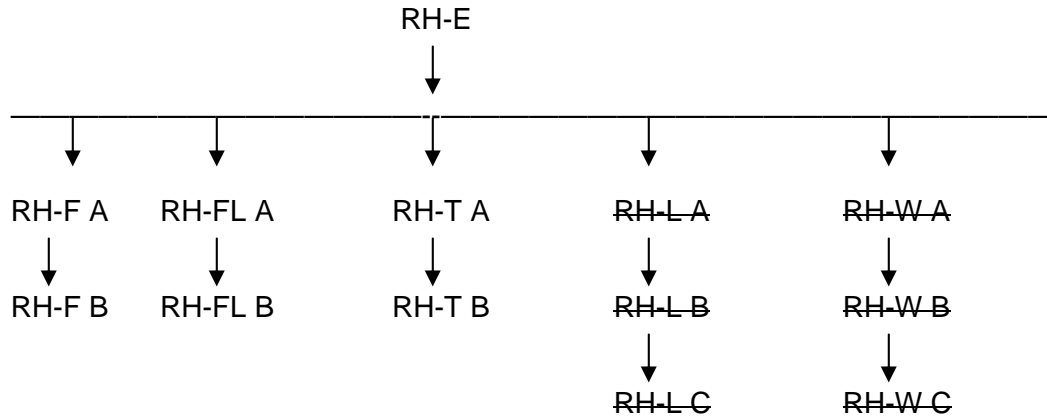 RH-E
RH-F A RH-FL A RH-T A RH-L A RH-W A
RH-F B RH-FL B RH-T B RH-L B RH-W B
RH-L C RH-W C